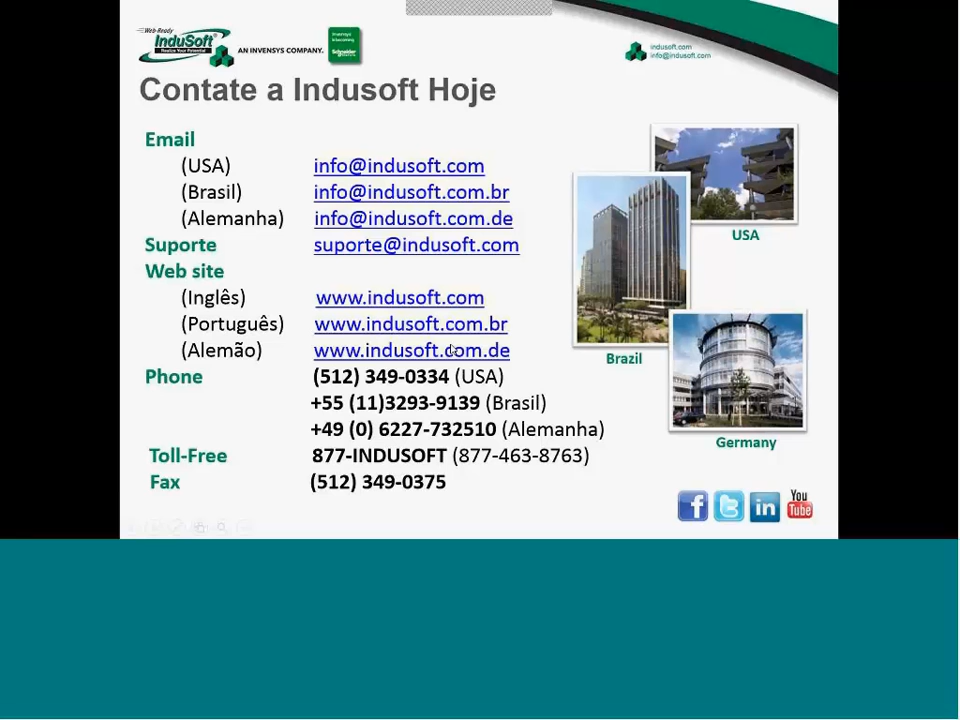 Web-Ready
InduSoft
Realize Your Potential
AN INVENSYS COMPANY.
Schneider
indusoft.com
info@indusoft.com
Contate a Indusoft Hoje
Email
(USA) info@indusoft.com
(Brasil) info@indusoft.com.br
(Alemanha) info@indusoft.com.de
Suporte suporte@indusoft.com
Web site
(Inglês) www.indusoft.com
(Português) www.indusoft.com.br
(Alemão) www.indusoft.com.de
Phone (512) 349-0334 (USA)
+55 (11)3293-9139 (Brasil)
+49 (0) 6227-732510 (Alemanha)
Toll-Free 877-INDUSOFT (877-463-8763)
Fax (512) 349-0375
USA
Brazil
Germany
You
Tube